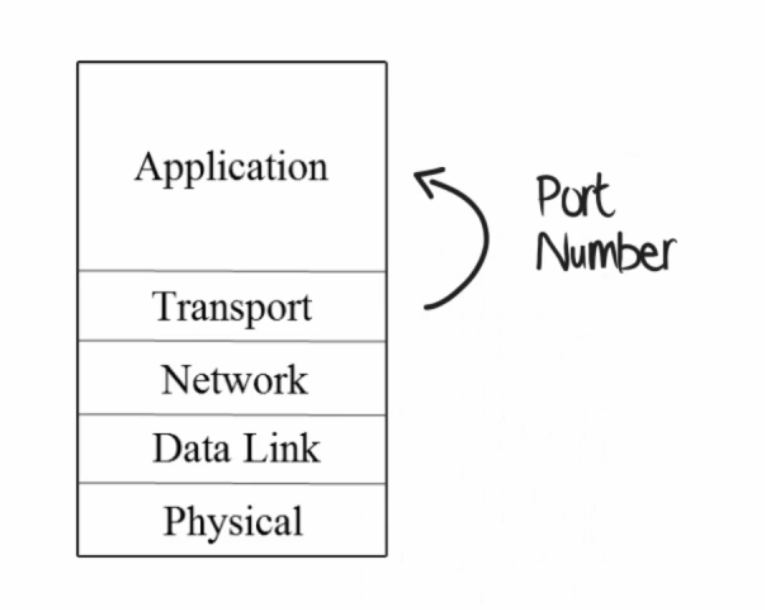 Application
Port
Number
Transport
Network
Data Link
Physical